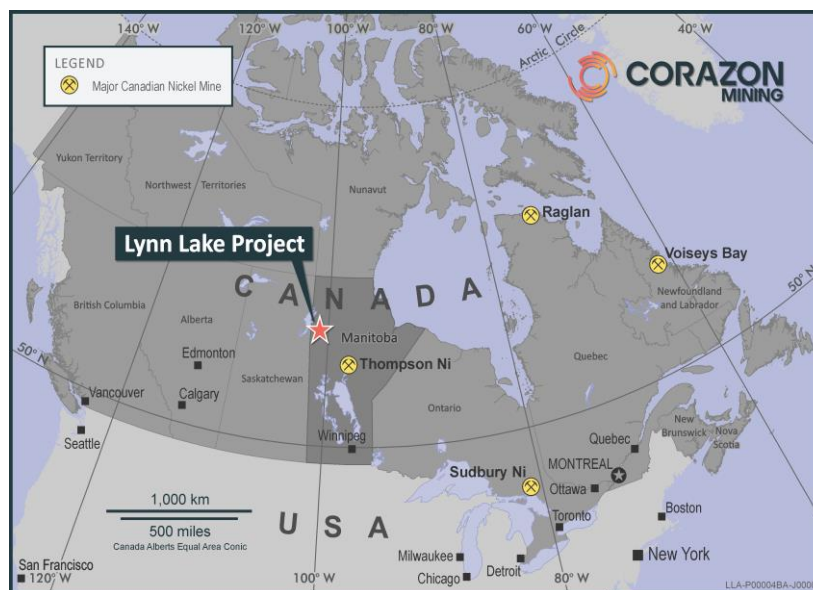 140° W
120° W
100° W
80° W
60° W
40° W
Arctic Circle
LEGEND
Major Canadian Nickel Mine
CORAZON
MINING
Yukon Territory
Northwest Territories
Nunavut
Raglan
Lynn Lake Project
Voiseys Bay
50° N
Newfoundland
and Labrador
CANADA
British Columbia
Alberta
Manitoba
Edmonton
Thompson Ni
Saskatchewan
Quebec
50° N
Vancouver
Calgary
Ontario
New
Brunswick
Nova
Scotia
Seattle
Winnipeg
Quebec
Sudbury Ni
MONTREAL
Ottawa
1,000 km
500 miles
Canada Alberts Equal Area Conic
USA
Toronto
Boston
Milwaukee
Detroit
New York
San Francisco
120° W
100° W
Chicago
80° W